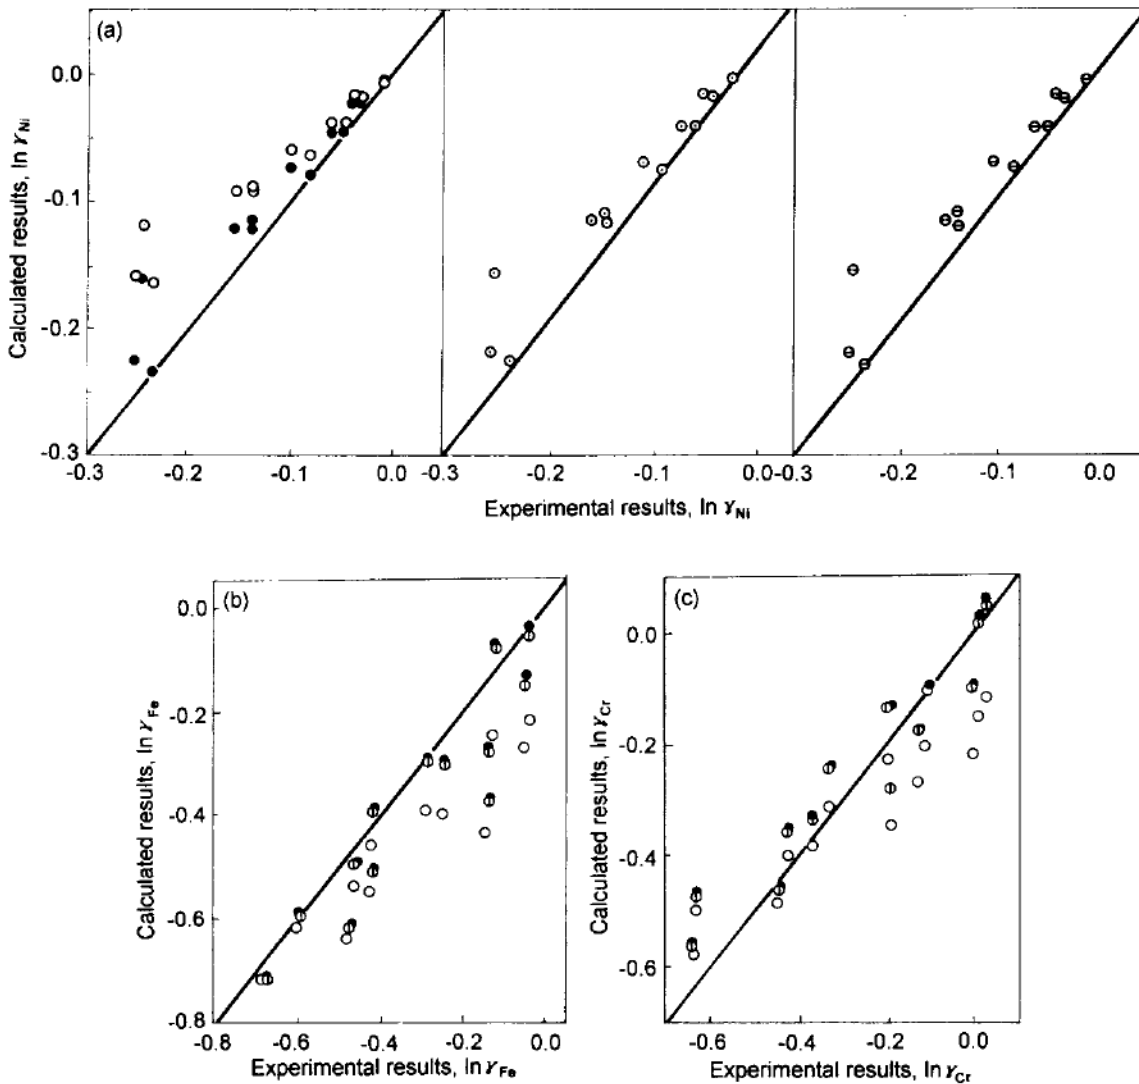 (a)
0.0
-0.1
-0.2
-0.3
Calculated results, ln γNi
-0.3 -0.2 -0.1 0.0 -0.3 -0.2 -0.1 0.0 -0.3 -0.2 -0.1 0.0
Experimental results, ln γNi
(b)
0.0
-0.2
-0.4
-0.6
-0.8
Calculated results, ln γFe
-0.8 -0.6 -0.4 -0.2 0.0
Experimental results, ln γFe
(c)
0.0
-0.2
-0.4
-0.6
Calculated results, ln γCr
-0.6 -0.4 -0.2 0.0
Experimental results, ln γCr